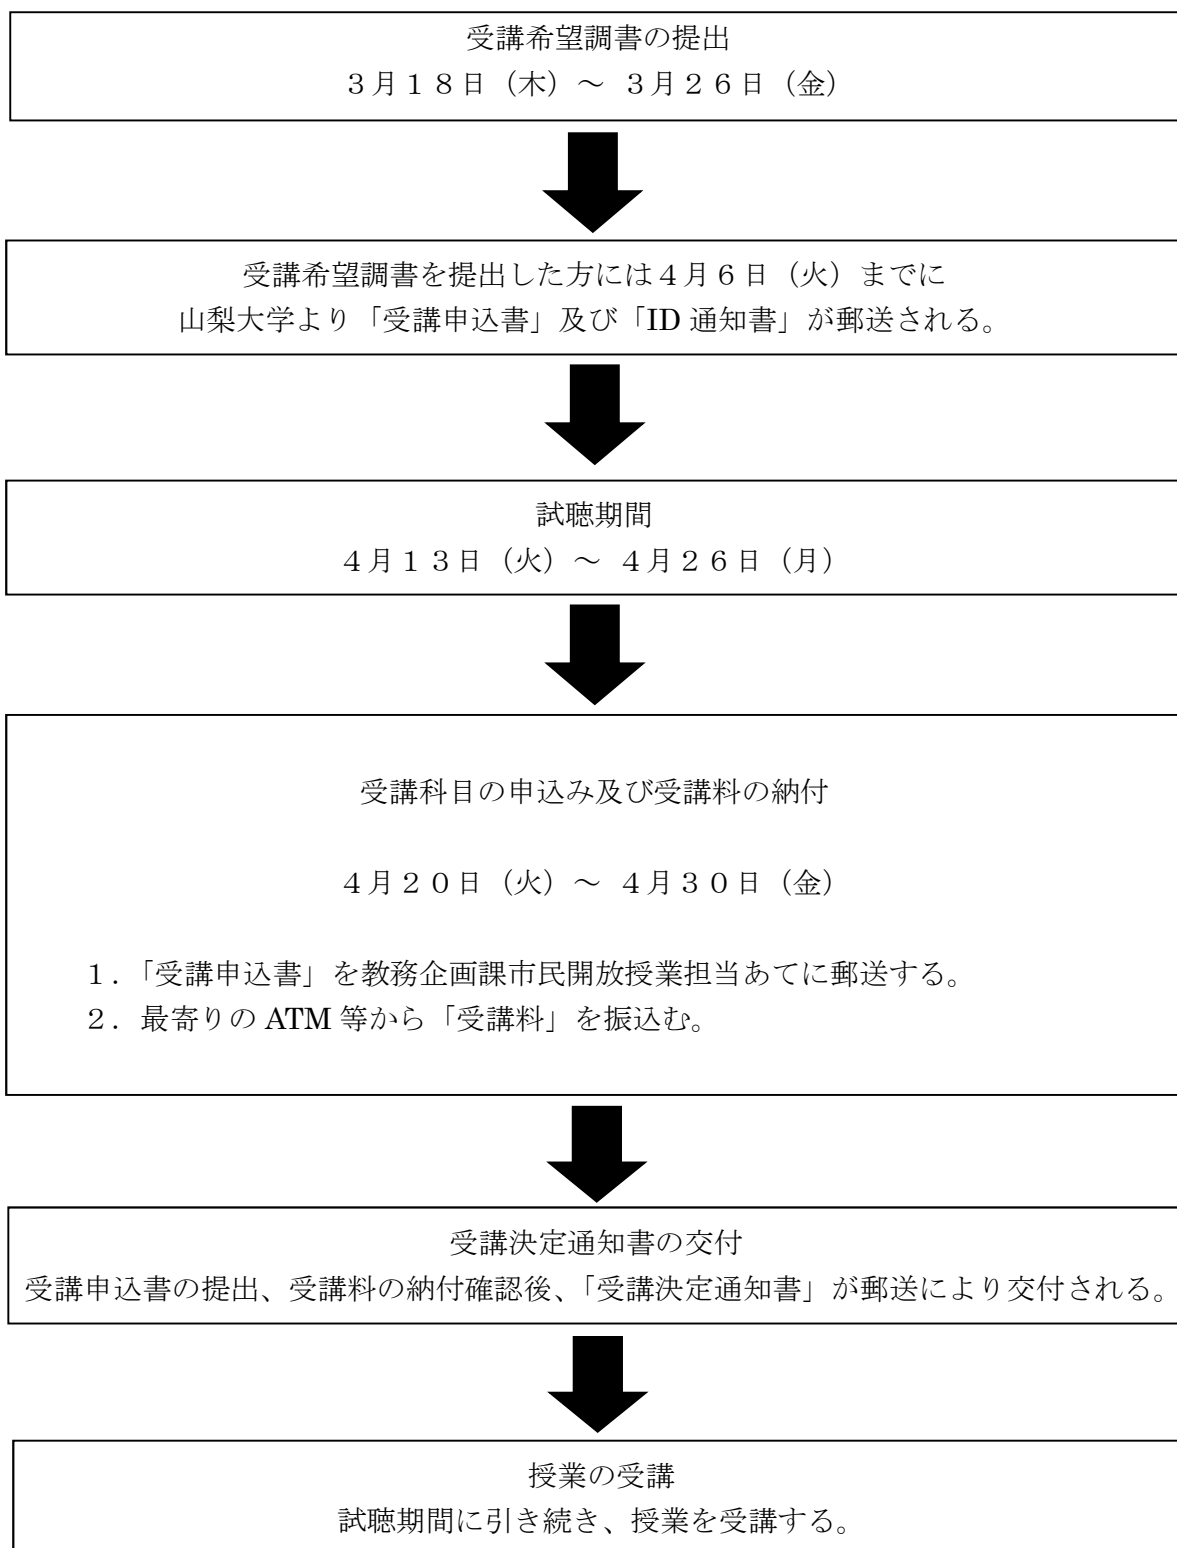 受講希望調書の提出
３月１８日（木）～ ３月２６日（金）
受講希望調書を提出した方には４月６日（火）までに
山梨大学より「受講申込書」及び「ID 通知書」が郵送される。
試聴期間
４月１３日（火）～ ４月２６日（月）
受講科目の申込み及び受講料の納付
４月２０日（火）～ ４月３０日（金）
１．「受講申込書」を教務企画課市民開放授業担当あてに郵送する。
２．最寄りの ATM 等から「受講料」を振込む。
受講決定通知書の交付
受講申込書の提出、受講料の納付確認後、「受講決定通知書」が郵送により交付される。
授業の受講
試聴期間に引き続き、授業を受講する。